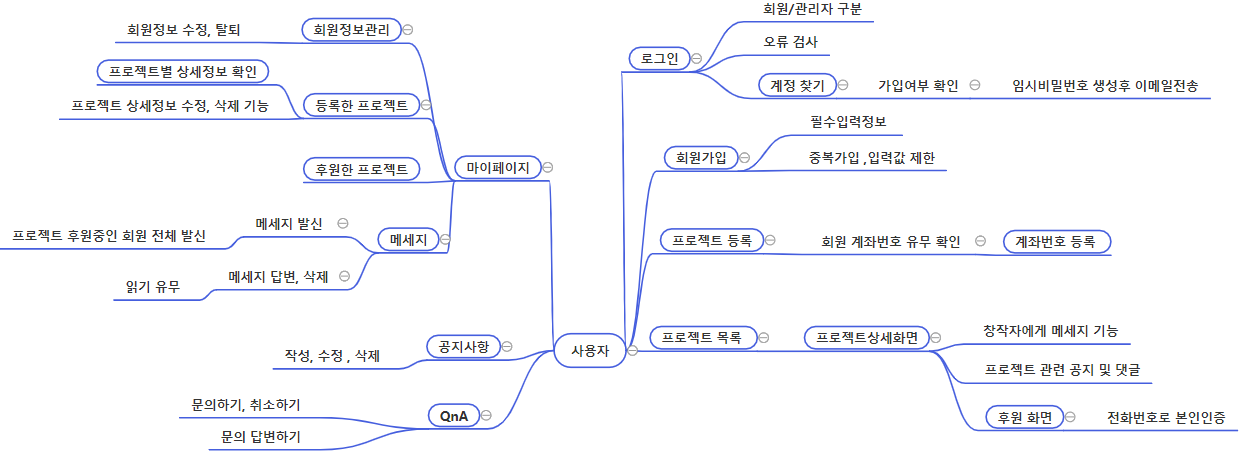 회원정보 수정, 탈퇴
회원정보관리
프로젝트별 상세정보 확인
프로젝트 상세정보 수정, 삭제 기능
등록한 프로젝트
후원한 프로젝트
마이페이지
메세지 발신
프로젝트 후원중인 회원 전체 발신
메세지
메세지 답변, 삭제
읽기 유무
공지사항
작성, 수정 , 삭제
QnA
문의하기, 취소하기
문의 답변하기
사용자
회원/관리자 구분
로그인
오류 검사
계정 찾기
가입여부 확인
임시비밀번호 생성후 이메일전송
필수입력정보
회원가입
중복가입 ,입력값 제한
프로젝트 등록
회원 계좌번호 유무 확인
계좌번호 등록
프로젝트 목록
프로젝트상세화면
창작자에게 메세지 기능
프로젝트 관련 공지 및 댓글
후원 화면
전화번호로 본인인증